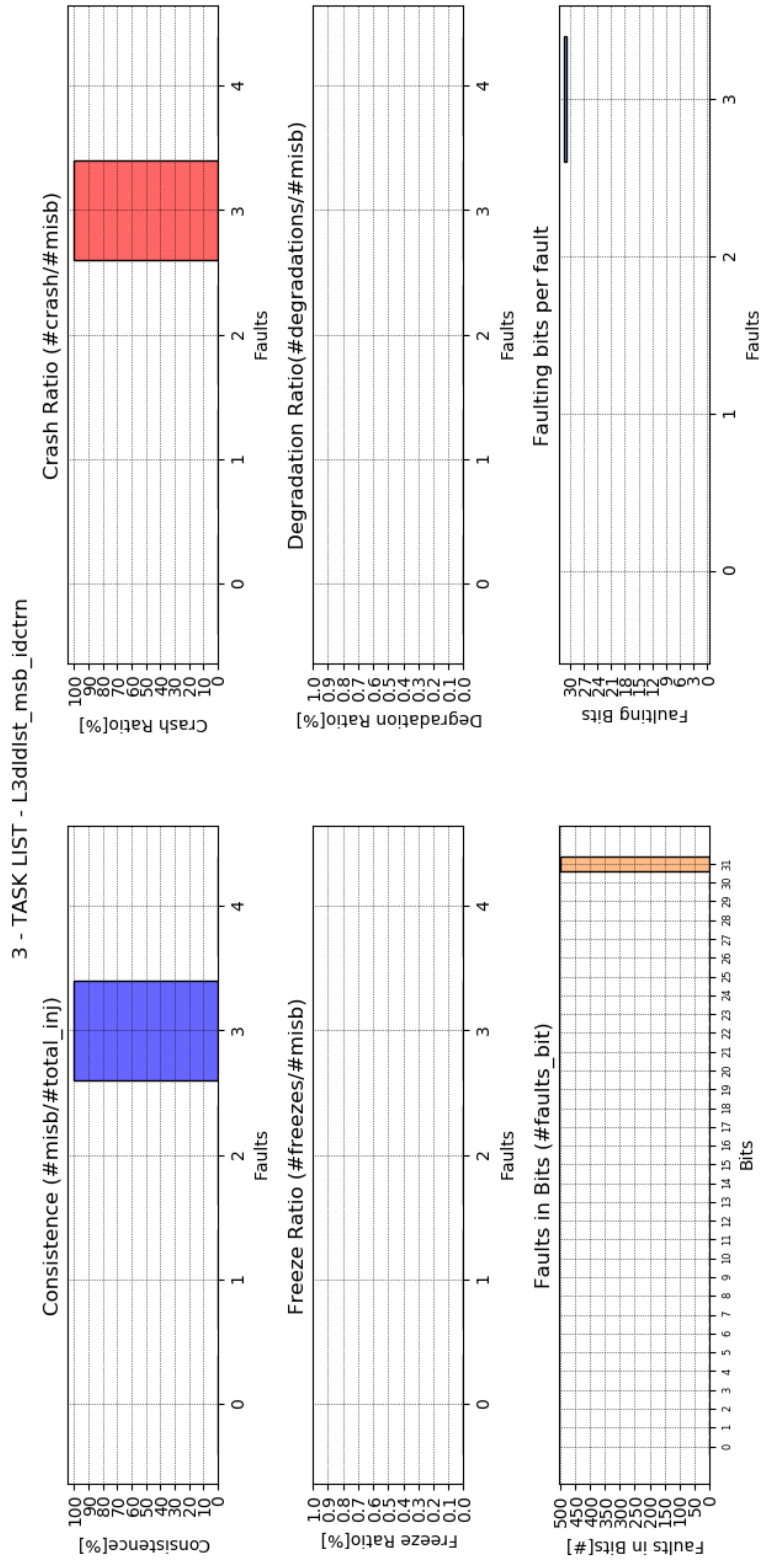 3 - TASK LIST - L3dldlst_msb_idctrn
Consistence (#misb/#total_inj)
Consistence[%]
100
90
80
70
60
50
40
30
20
10
0
0 1 2 3 4
Faults
Crash Ratio (#crash/#misb)
Crash Ratio[%]
100
90
80
70
60
50
40
30
20
10
0
0 1 2 3 4
Faults
Freeze Ratio (#freezes/#misb)
Freeze Ratio[%]
1.0
0.9
0.8
0.7
0.6
0.5
0.4
0.3
0.2
0.1
0.0
0 1 2 3 4
Faults
Degradation Ratio(#degradations/#misb)
Degradation Ratio[%]
1.0
0.9
0.8
0.7
0.6
0.5
0.4
0.3
0.2
0.1
0.0
0 1 2 3 4
Faults
Faults in Bits (#faults_bit)
Faults in Bits[#]
500
450
400
350
300
250
200
150
100
50
0
0 1 2 3 4 5 6 7 8 9 10 11 12 13 14 15 16 17 18 19 20 21 22 23 24 25 26 27 28 29 30 31
Bits
Faulting bits per fault
Faulting Bits
30
27
24
21
18
15
12
9
6
3
0
0 1 2 3
Faults